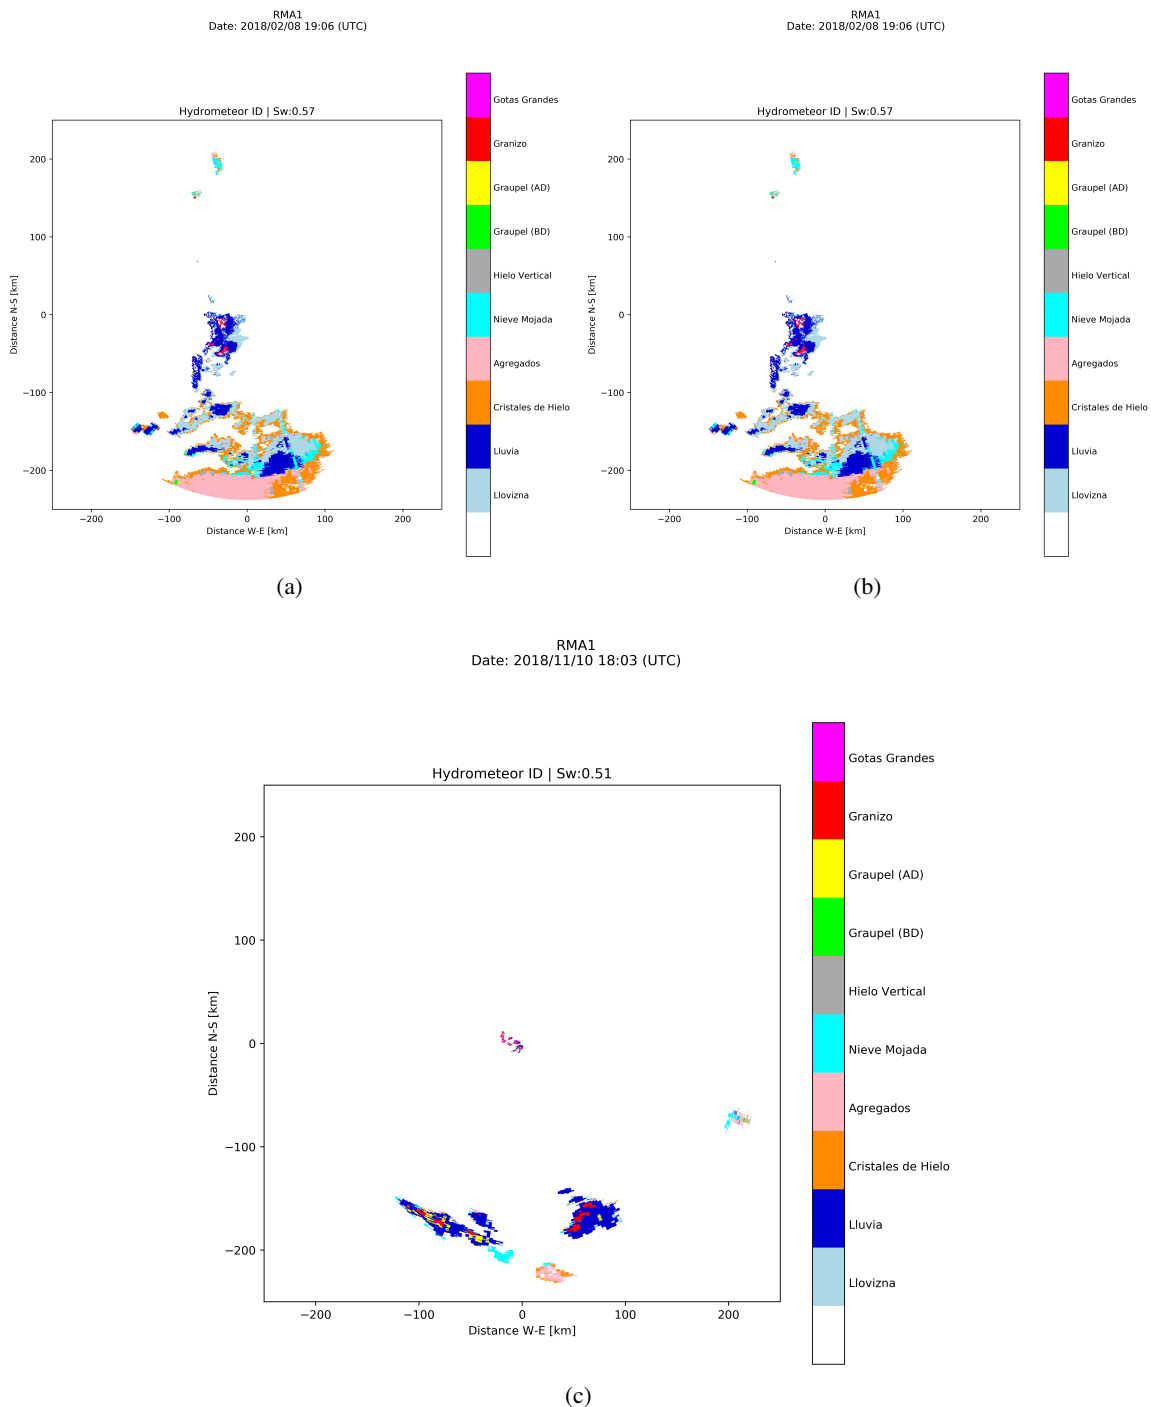 RMA1
Date: 2018/02/08 19:06 (UTC)
Hydrometeor ID | Sw:0.57
200
100
0
−100
−200
Distance N-S [km]
−200 −100 0 100 200
Distance W-E [km]
Gotas Grandes
Granizo
Graupel (AD)
Graupel (BD)
Hielo Vertical
Nieve Mojada
Agregados
Cristales de Hielo
Lluvia
Llovizna
(a)
RMA1
Date: 2018/02/08 19:06 (UTC)
Hydrometeor ID | Sw:0.57
200
100
0
−100
−200
Distance N-S [km]
−200 −100 0 100 200
Distance W-E [km]
Gotas Grandes
Granizo
Graupel (AD)
Graupel (BD)
Hielo Vertical
Nieve Mojada
Agregados
Cristales de Hielo
Lluvia
Llovizna
(b)
RMA1
Date: 2018/11/10 18:03 (UTC)
Hydrometeor ID | Sw:0.51
200
100
0
−100
−200
Distance N-S [km]
−200 −100 0 100 200
Distance W-E [km]
Gotas Grandes
Granizo
Graupel (AD)
Graupel (BD)
Hielo Vertical
Nieve Mojada
Agregados
Cristales de Hielo
Lluvia
Llovizna
(c)